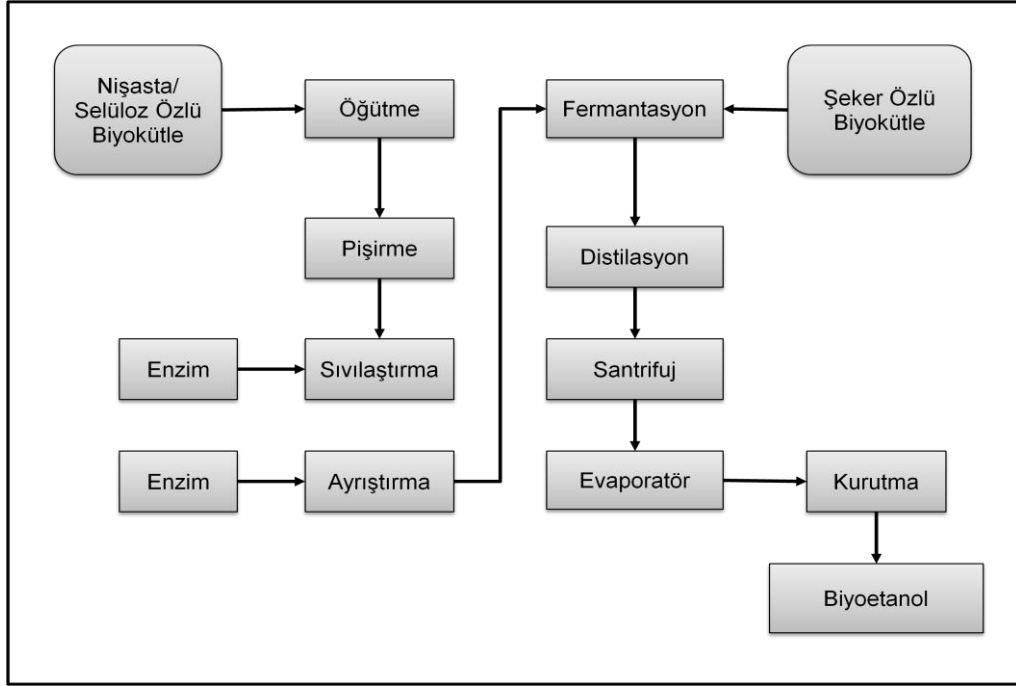 Nişasta/
Selüloz Özlü
Biyokütle
Öğütme
Fermantasyon
Şeker Özlü
Biyokütle
Pişirme
Distilasyon
Enzim
Sıvılaştırma
Santrifuj
Enzim
Ayrıştırma
Evaporatör
Kurutma
Biyoetanol